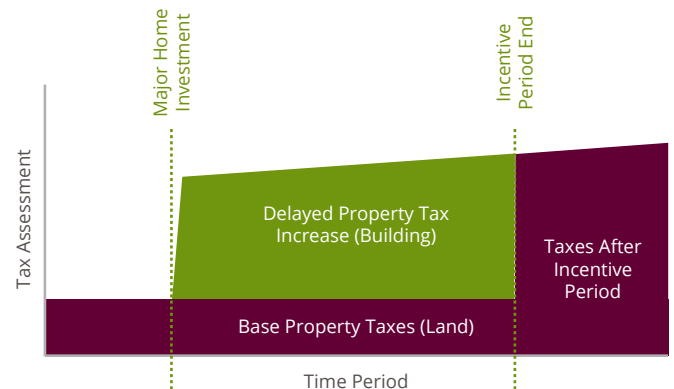 Major Home
Investment
Incentive
Period End
Tax Assessment
Delayed Property Tax
Increase (Building)
Taxes After
Incentive
Period
Base Property Taxes (Land)
Time Period